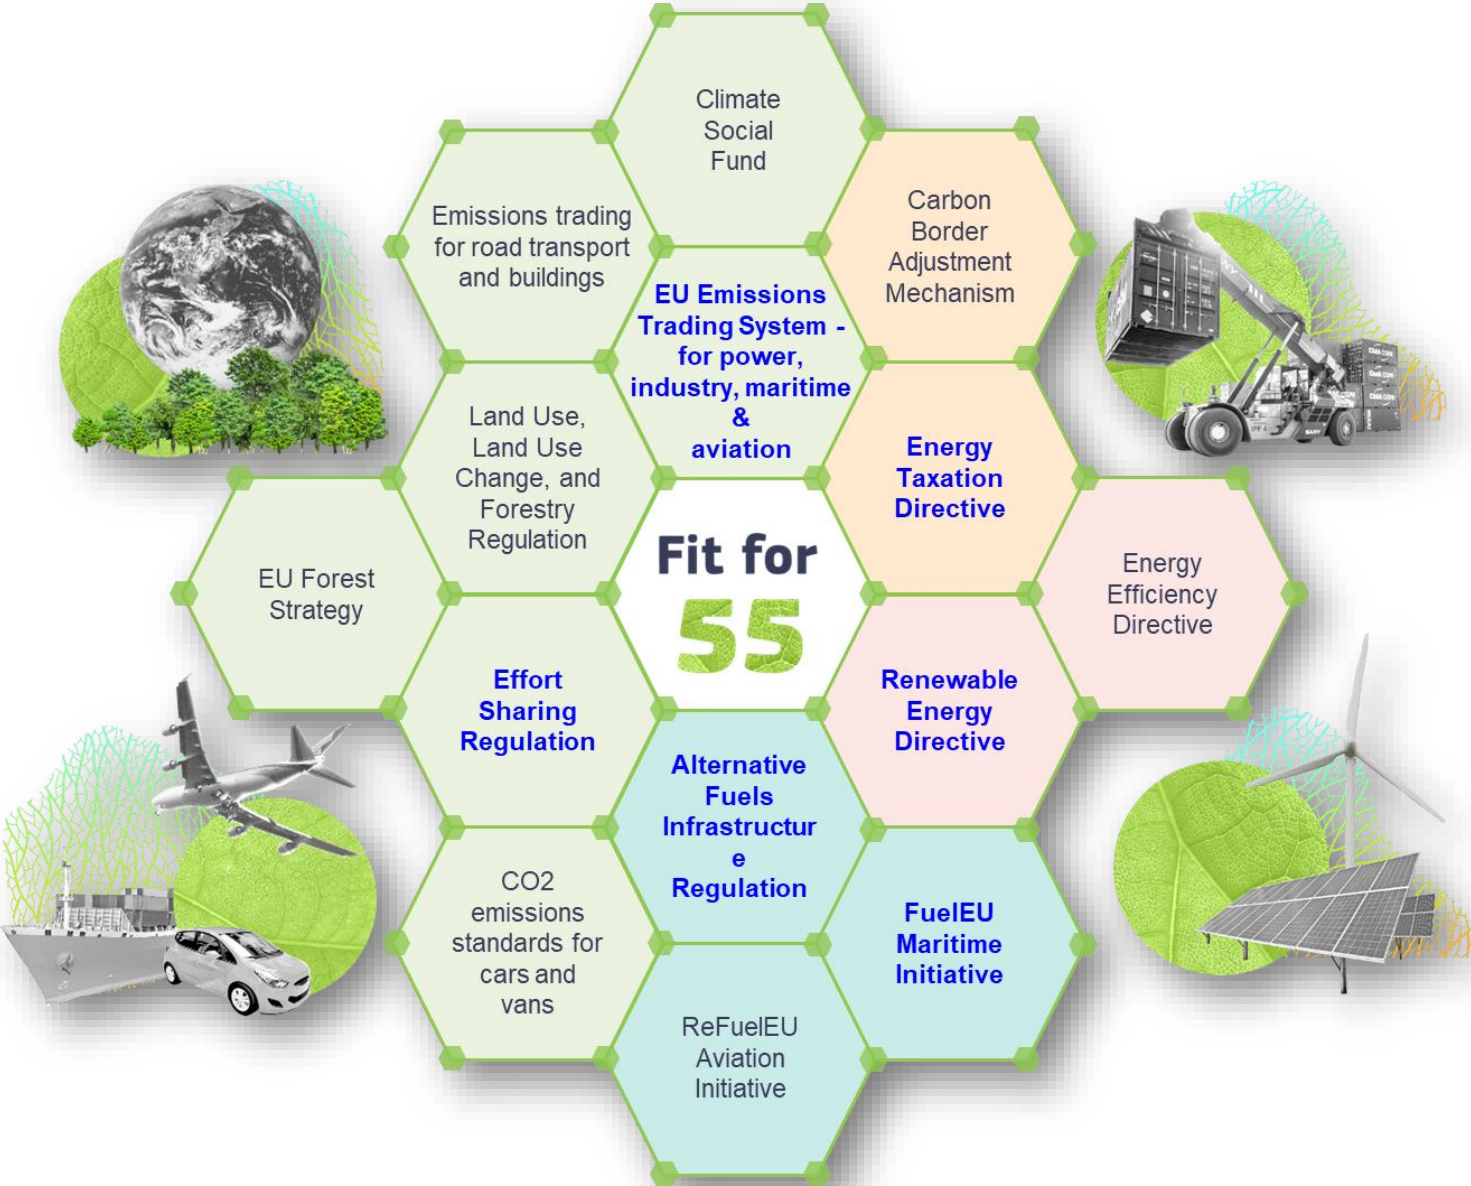 Climate
Social
Fund
Emissions trading
for road transport
and buildings
Carbon
Border
Adjustment
Mechanism
EU Emissions
Trading System -
for power,
industry, maritime
&
aviation
Land Use,
Land Use
Change, and
Forestry
Regulation
Energy
Taxation
Directive
EU Forest
Strategy
Fit for
55
Energy
Efficiency
Directive
Effort
Sharing
Regulation
Renewable
Energy
Directive
Alternative
Fuels
Infrastructur
e
Regulation
CO2
emissions
standards for
cars and
vans
FuelEU
Maritime
Initiative
ReFuelEU
Aviation
Initiative